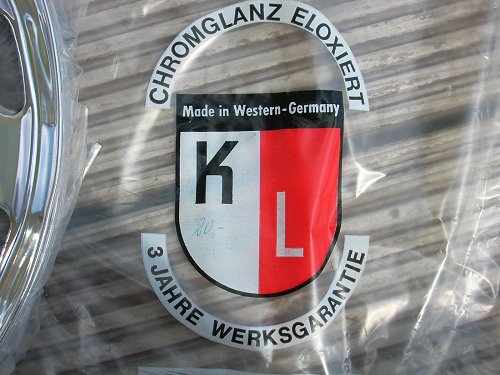 CHROMGLANZ ELOXIERT
Made in Western-Germany
K
20,-
L
3 JAHRE WERKSGARANTIE